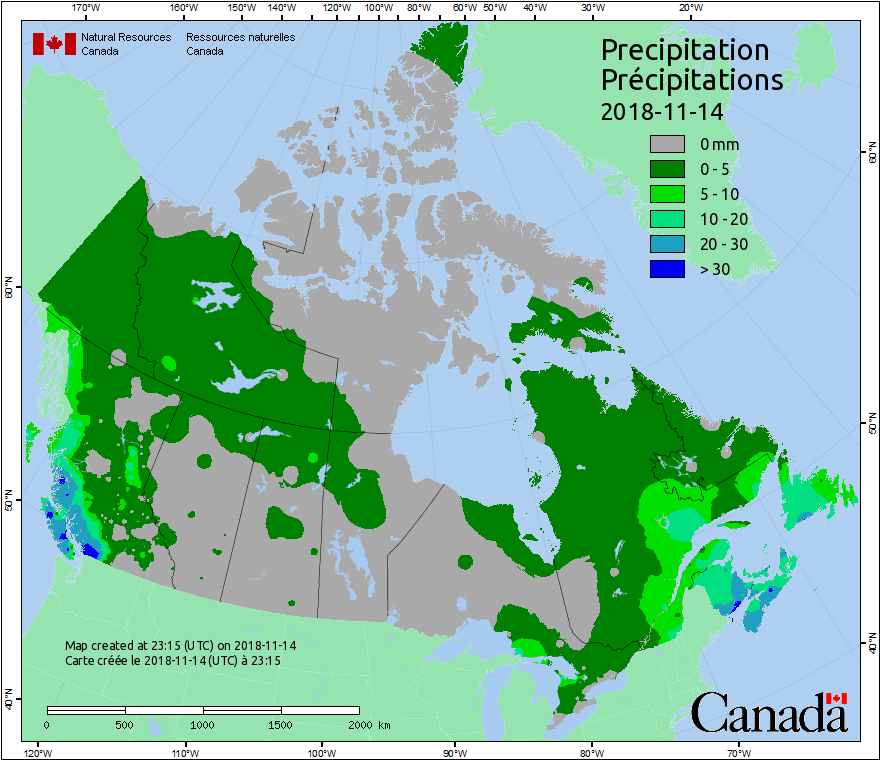 170°W 160°W 150°W 140°W 120°W 100°W 80°W 60°W 50°W 40°W 30°W 20°W
Natural Resources Ressources naturelles
Canada Canada
Precipitation
Précipitations
2018-11-14
0 mm
0 - 5
5 - 10
10 - 20
20 - 30
> 30
60°N 60°N
50°N 50°N
40°N 40°N
Map created at 23:15 (UTC) on 2018-11-14
Carte créée le 2018-11-14 (UTC) à 23:15
0 500 1000 1500 2000 km
Canada
120°W 110°W 100°W 90°W 80°W 70°W